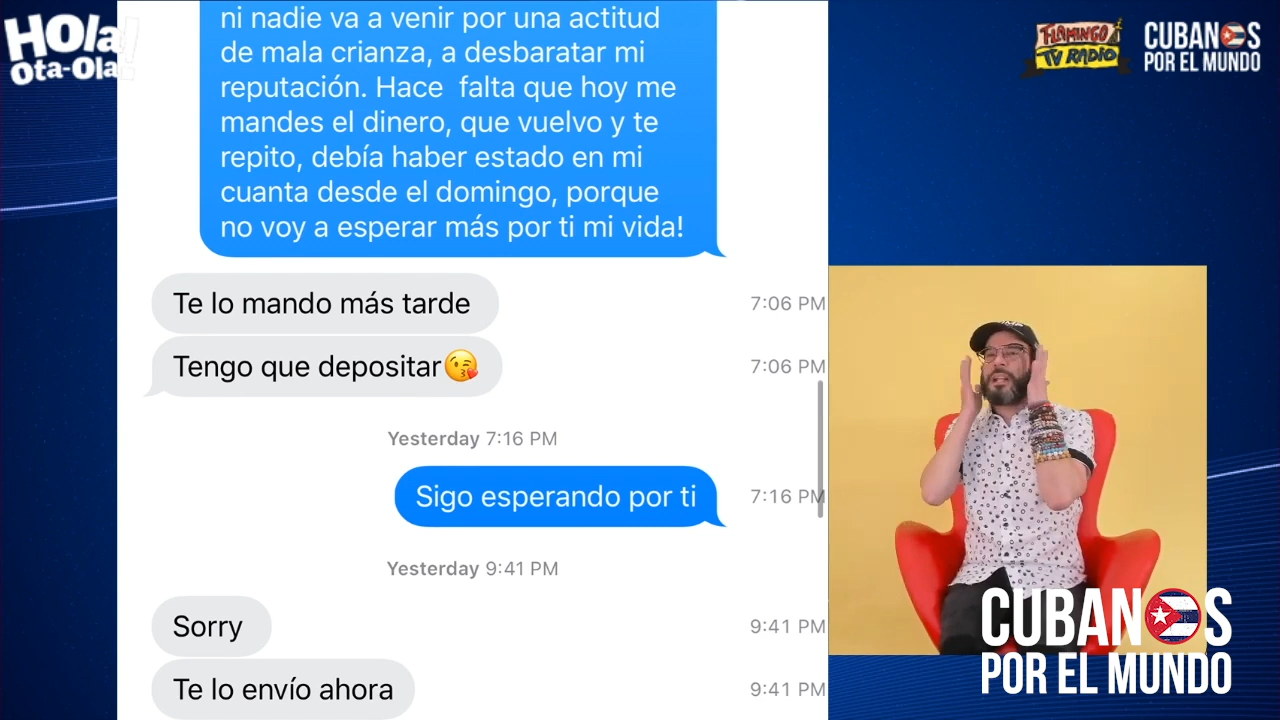 HOla!
Ota-Ola!
FLAMINGO
TV RADIO
CUBANOS
POR EL MUNDO
ni nadie va a venir por una actitud
de mala crianza, a desbaratar mi
reputación. Hace  falta que hoy me
mandes el dinero, que vuelvo y te
repito, debía haber estado en mi
cuanta desde el domingo, porque
no voy a esperar más por ti mi vida!
Te lo mando más tarde
7:06 PM
Tengo que depositar😘
7:06 PM
Yesterday 7:16 PM
Sigo esperando por ti
7:16 PM
Yesterday 9:41 PM
Sorry
9:41 PM
Te lo envío ahora
9:41 PM
CUBANOS
POR EL MUNDO